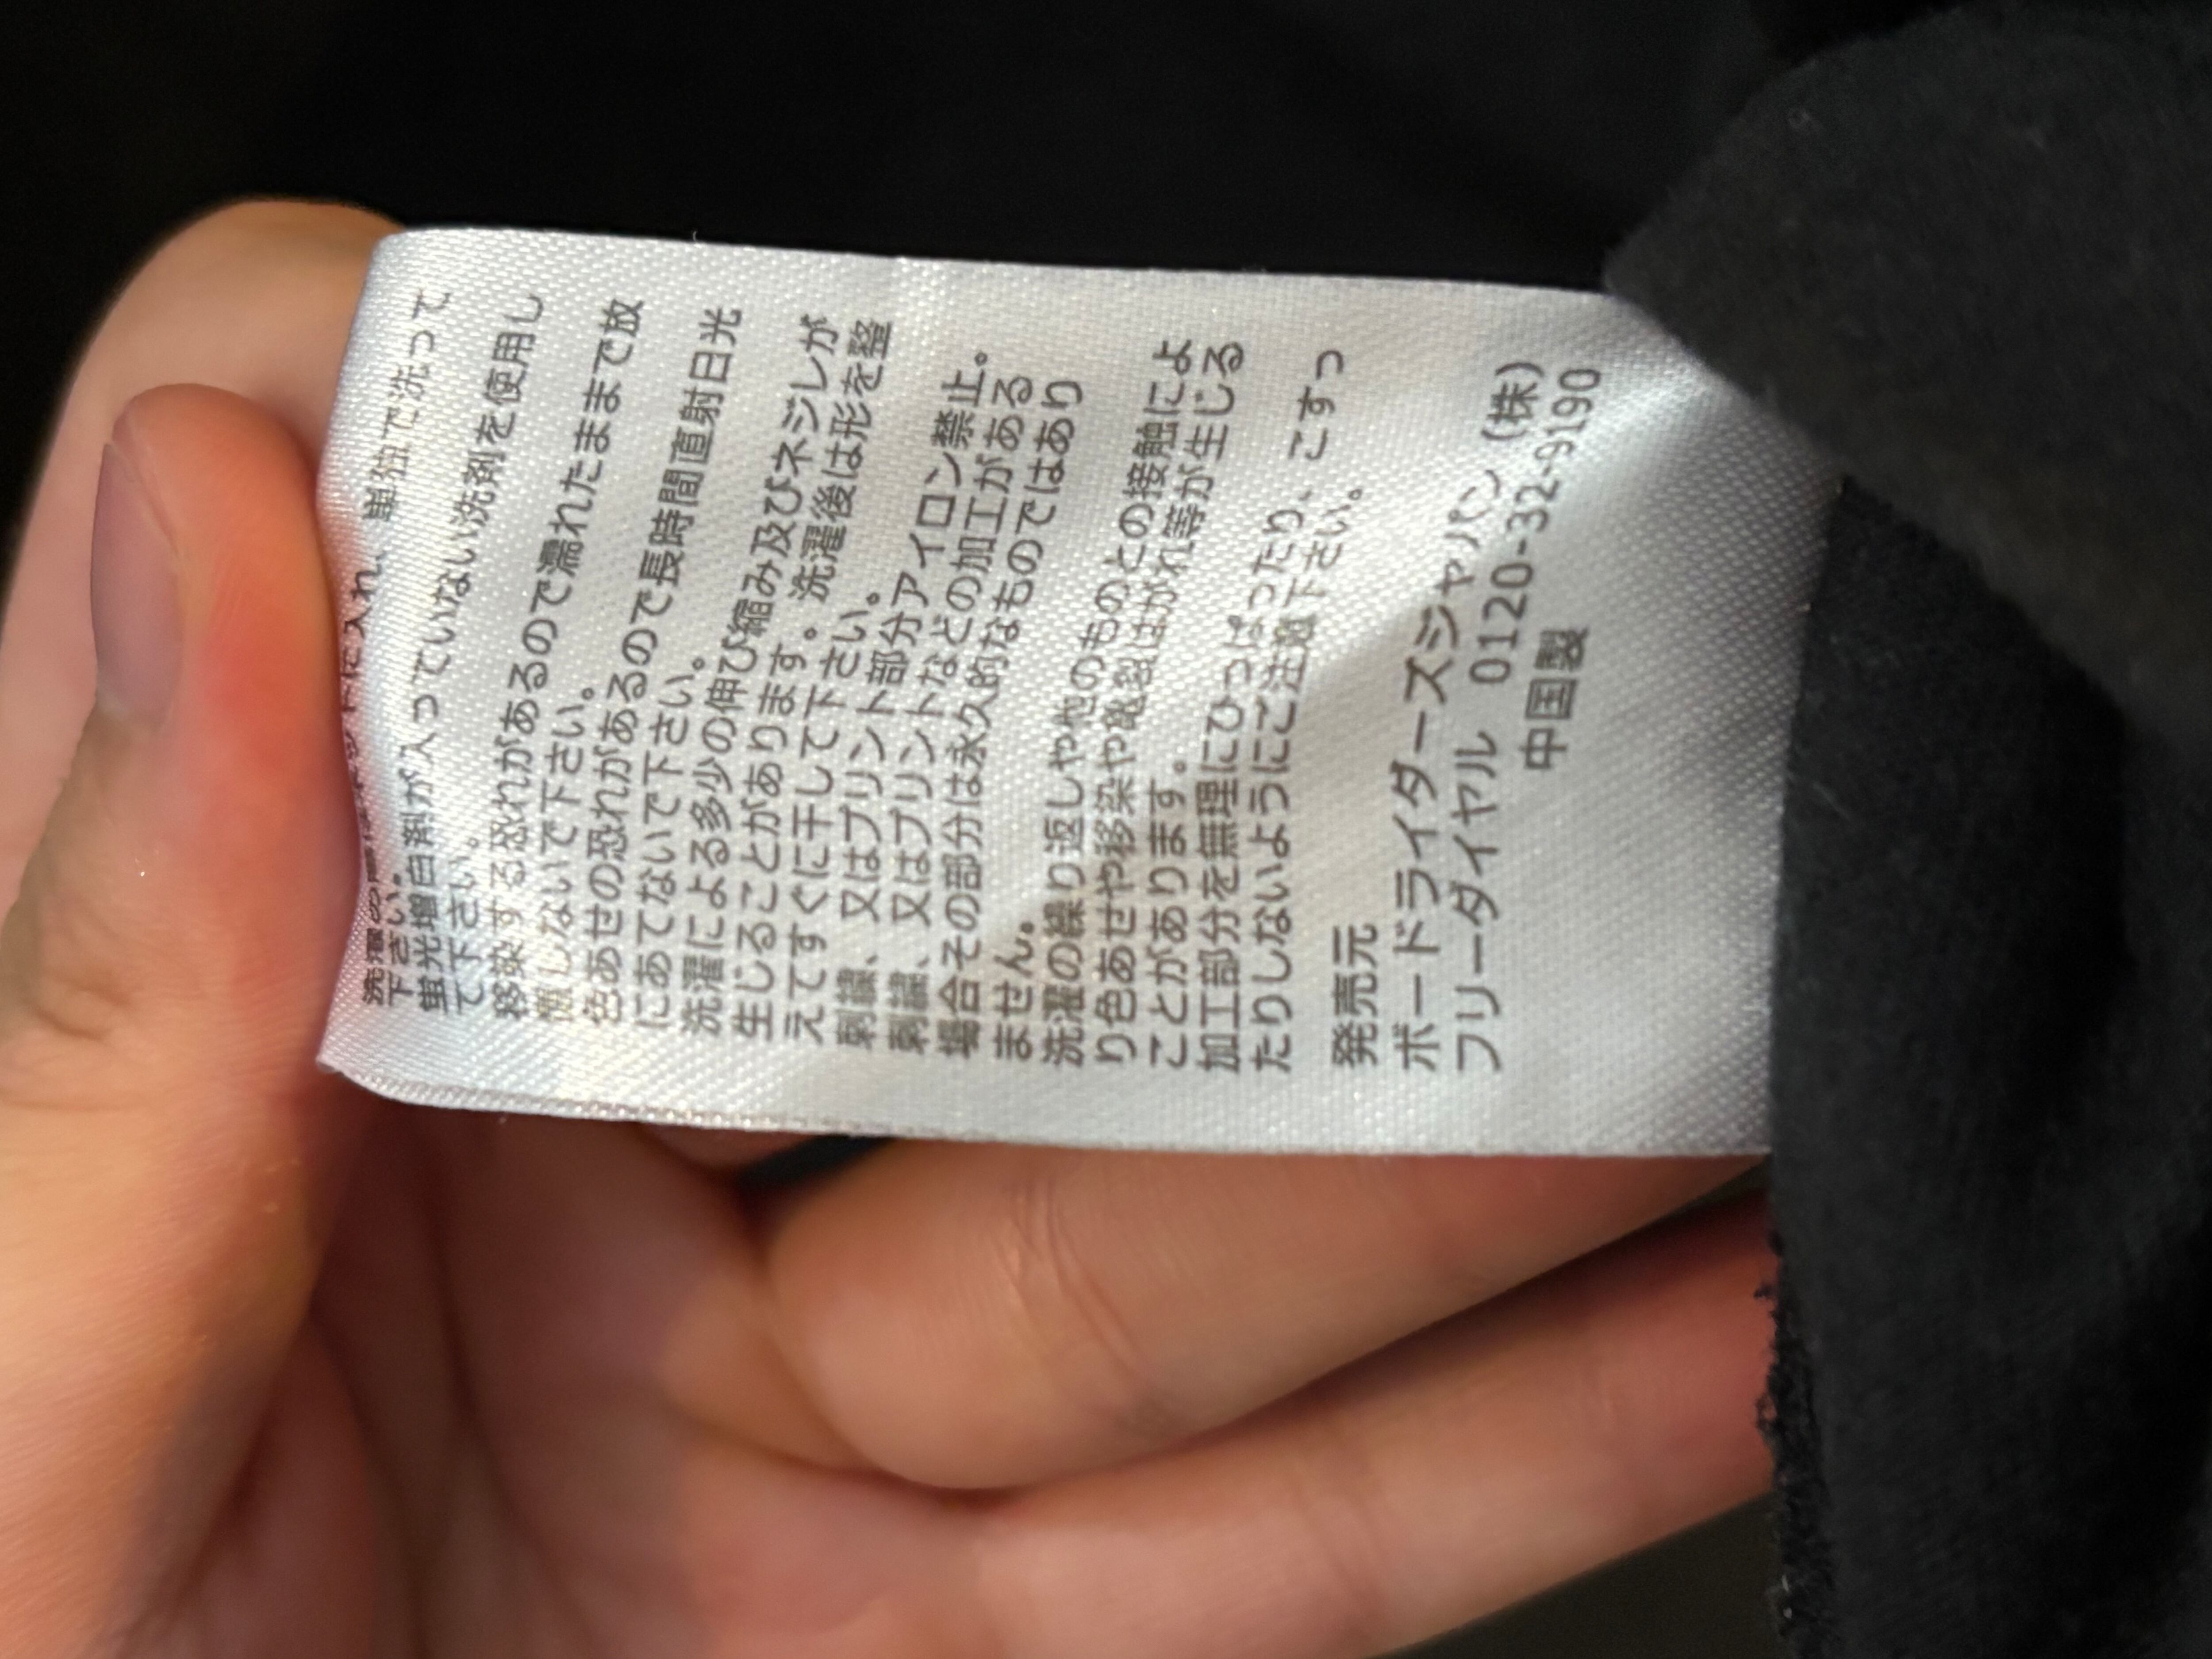 に入れ、単独で洗って
下さい。
蛍光増白剤が入っていない洗剤を使用し
て下さい。
移染する恐れがあるので濡れたままで放
置しないで下さい。
色あせの恐れがあるので長時間直射日光
にあてないで下さい。
洗濯による多少の伸び縮み及びネジレが
生じることがあります。洗濯後は形を整
えてすぐに干して下さい。
刺繍、又はプリント部分アイロン禁止。
刺繍、又はプリントなどの加工がある
場合その部分は永久的なものではあり
ません。
洗濯の繰り返しや他のものとの接触によ
り色あせや移染や亀裂はがれ等が生じる
ことがあります。
加工部分を無理にひっぱったり、こすっ
たりしないようにご注意下さい。
発売元
ボードライダーズジャパン(株)
フリーダイヤル 0120-32-9190
中国製